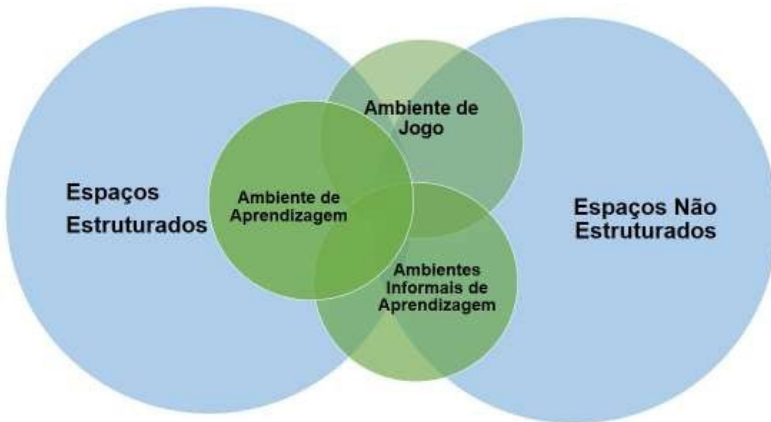 Ambiente de
Jogo
Espaços
Estruturados
Ambiente de
Aprendizagem
Espaços Não
Estruturados
Ambientes
Informais de
Aprendizagem